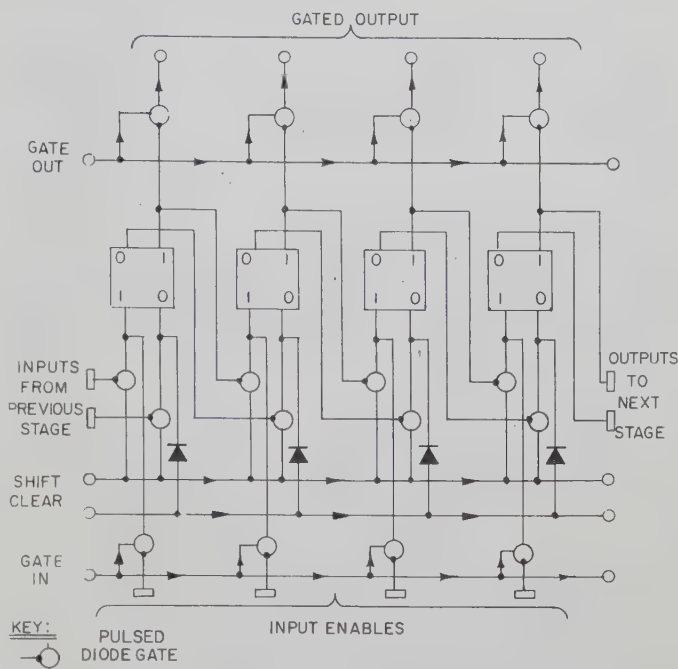 GATED OUTPUT
GATE
OUT
0 1 0 1 0 1 0 1
1 0 1 0 1 0 1 0
INPUTS
FROM
PREVIOUS
STAGE
OUTPUTS
TO
NEXT
STAGE
SHIFT
CLEAR
GATE
IN
INPUT ENABLES
KEY:
PULSED
DIODE GATE